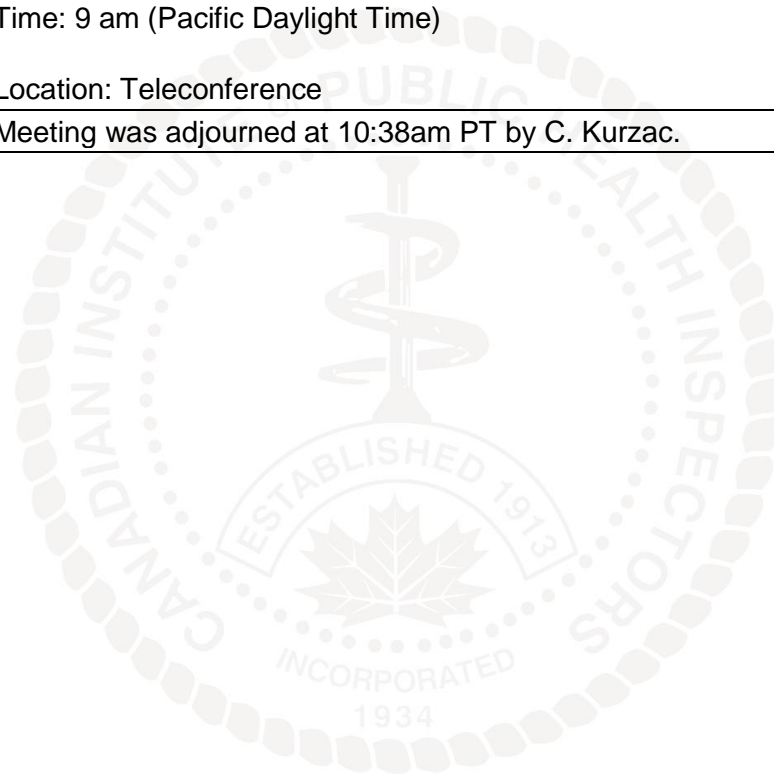 Time: 9 am (Pacific Daylight Time)
Location: Teleconference
Meeting was adjourned at 10:38am PT by C. Kurzac.
CANADIAN INSTITUTE OF PUBLIC HEALTH INSPECTORS
ESTABLISHED 1913
INCORPORATED
1934